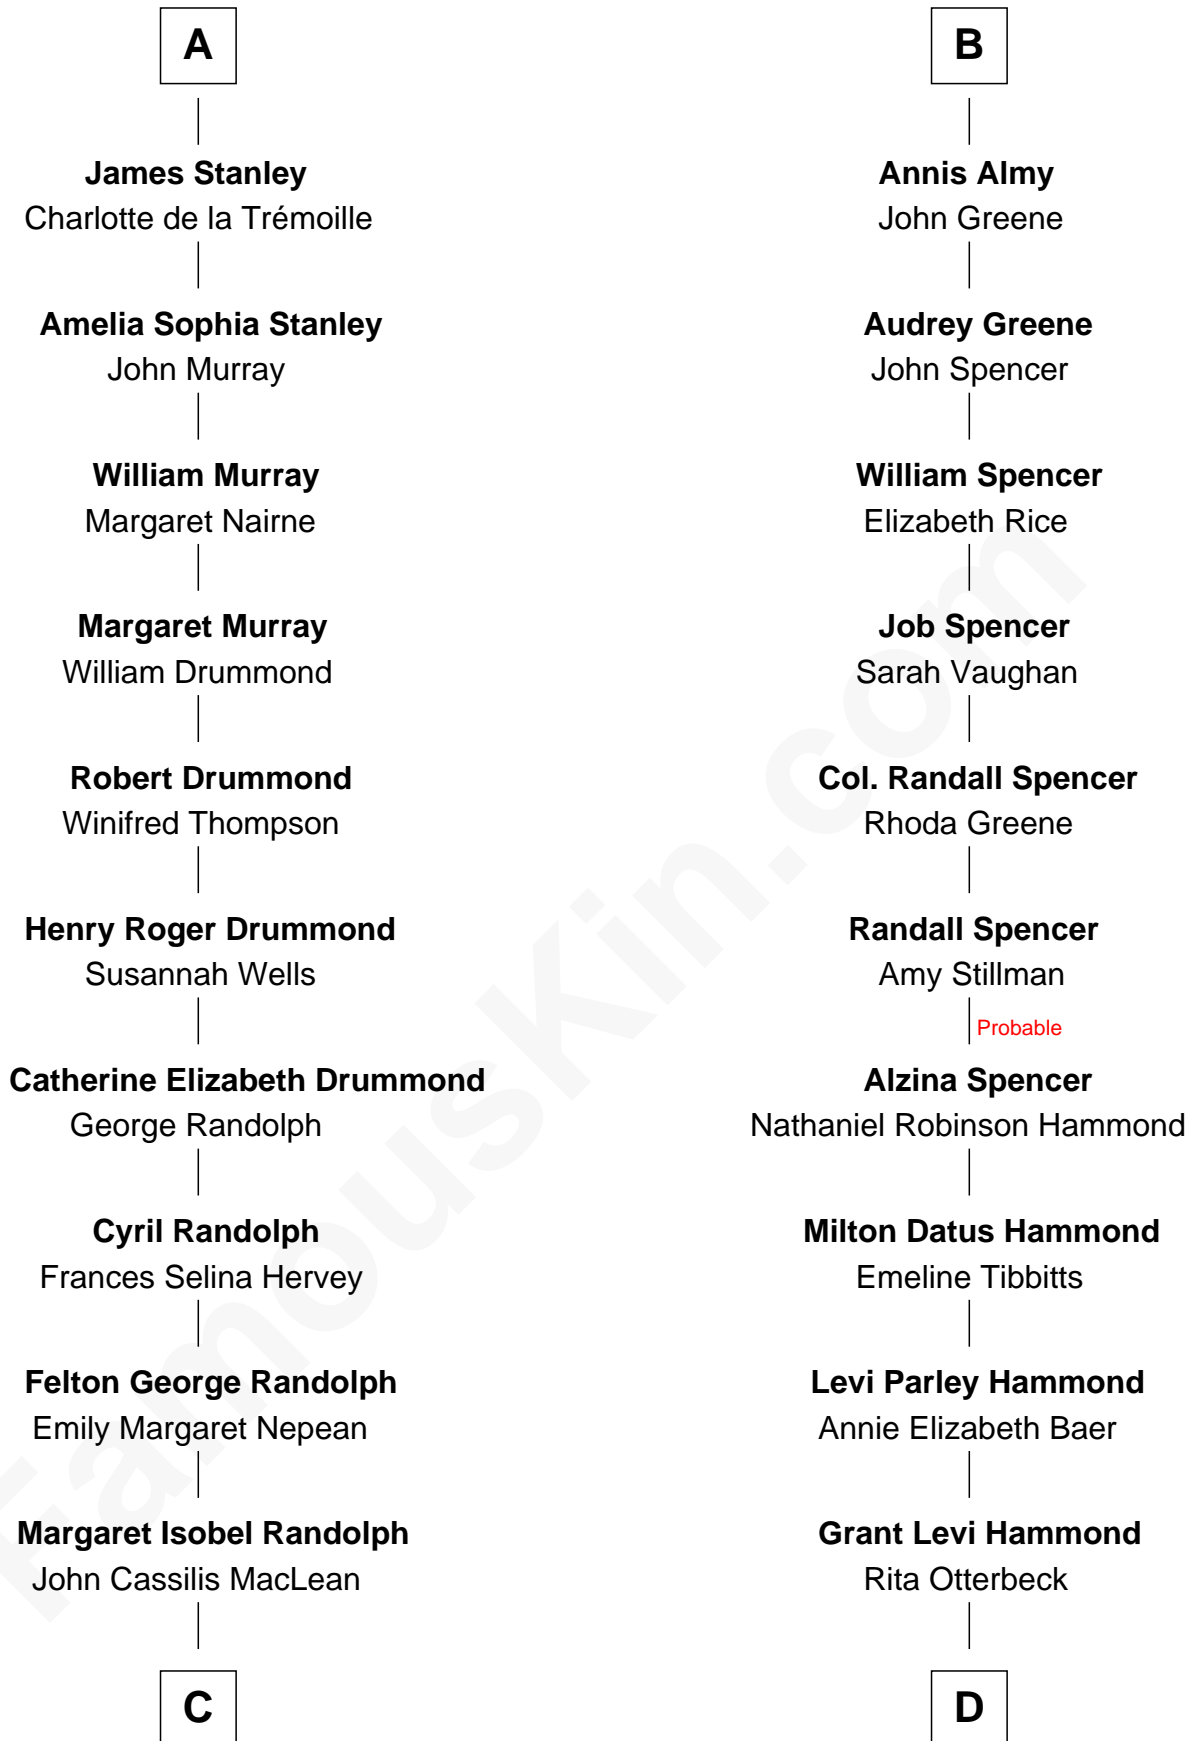 A
James Stanley
Charlotte de la Trémoille
Amelia Sophia Stanley
John Murray
William Murray
Margaret Nairne
Margaret Murray
William Drummond
Robert Drummond
Winifred Thompson
Henry Roger Drummond
Susannah Wells
Catherine Elizabeth Drummond
George Randolph
Cyril Randolph
Frances Selina Hervey
Felton George Randolph
Emily Margaret Nepean
Margaret Isobel Randolph
John Cassilis MacLean
C
B
Annis Almy
John Greene
Audrey Greene
John Spencer
William Spencer
Elizabeth Rice
Job Spencer
Sarah Vaughan
Col. Randall Spencer
Rhoda Greene
Randall Spencer
Amy Stillman
Probable
Alzina Spencer
Nathaniel Robinson Hammond
Milton Datus Hammond
Emeline Tibbitts
Levi Parley Hammond
Annie Elizabeth Baer
Grant Levi Hammond
Rita Otterbeck
D
FamousKin.com